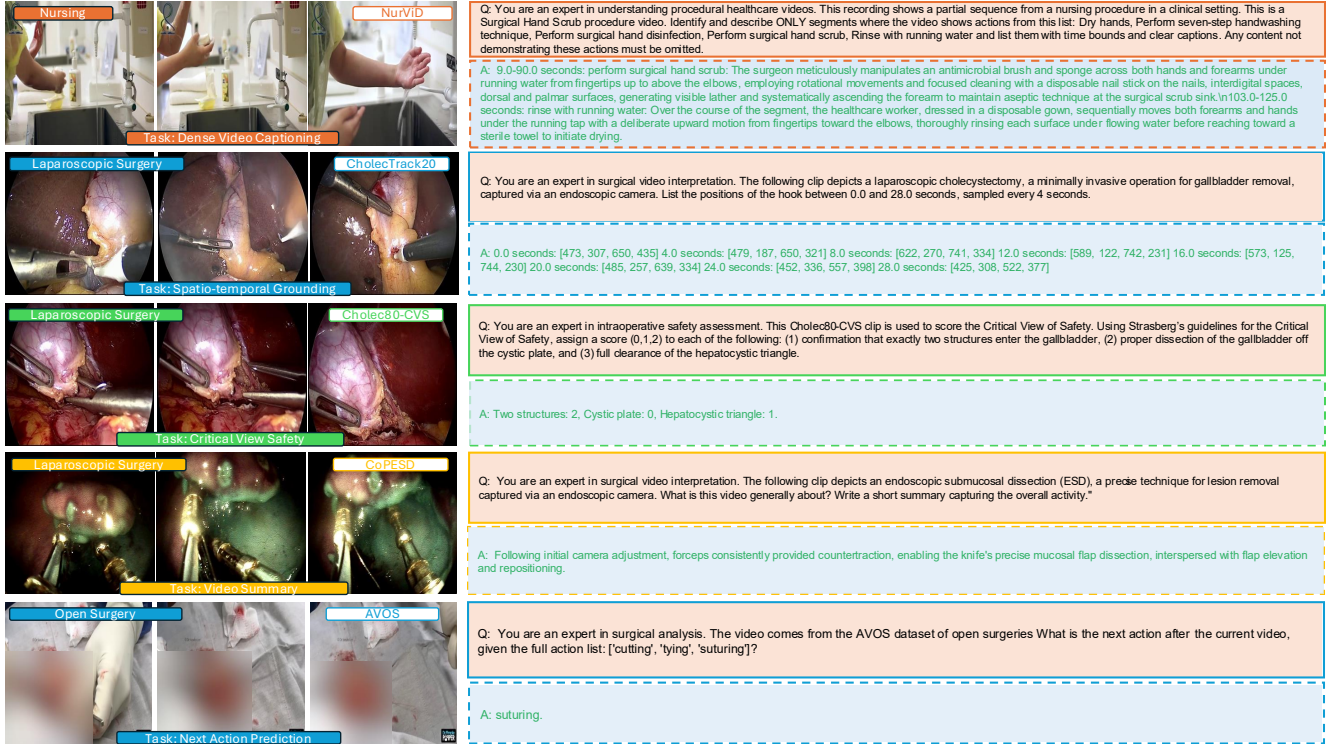 Nursing
NurViD
Task: Dense Video Captioning
Q: You are an expert in understanding procedural healthcare videos. This recording shows a partial sequence from a nursing procedure in a clinical setting. This is a
Surgical Hand Scrub procedure video. Identify and describe ONLY segments where the video shows actions from this list: Dry hands, Perform seven-step handwashing
technique, Perform surgical hand disinfection, Perform surgical hand scrub, Rinse with running water and list them with time bounds and clear captions. Any content not
demonstrating these actions must be omitted.
A: 9.0-90.0 seconds: perform surgical hand scrub: The surgeon meticulously manipulates an antimicrobial brush and sponge across both hands and forearms under
running water from fingertips up to above the elbows, employing rotational movements and focused cleaning with a disposable nail stick on the nails, interdigital spaces,
dorsal and palmar surfaces, generating visible lather and systematically ascending the forearm to maintain aseptic technique at the surgical scrub sink.\n103.0-125.0
seconds: rinse with running water: Over the course of the segment, the healthcare worker, dressed in a disposable gown, sequentially moves both forearms and hands
under the running tap with a deliberate upward motion from fingertips toward the elbows, thoroughly rinsing each surface under flowing water before reaching toward a
sterile towel to initiate drying.
Laparoscopic Surgery
CholecTrack20
Task: Spatio-temporal Grounding
Q: You are an expert in surgical video interpretation. The following clip depicts a laparoscopic cholecystectomy, a minimally invasive operation for gallbladder removal,
captured via an endoscopic camera. List the positions of the hook between 0.0 and 28.0 seconds, sampled every 4 seconds.
A: 0.0 seconds: [473, 307, 650, 435] 4.0 seconds: [479, 187, 650, 321] 8.0 seconds: [622, 270, 741, 334] 12.0 seconds: [589, 122, 742, 231] 16.0 seconds: [573, 125,
744, 230] 20.0 seconds: [485, 257, 639, 334] 24.0 seconds: [452, 336, 557, 398] 28.0 seconds: [425, 308, 522, 377]
Laparoscopic Surgery
Cholec80-CVS
Task: Critical View Safety
Q: You are an expert in intraoperative safety assessment. This Cholec80-CVS clip is used to score the Critical View of Safety. Using Strasberg's guidelines for the Critical
View of Safety, assign a score (0,1,2) to each of the following: (1) confirmation that exactly two structures enter the gallbladder, (2) proper dissection of the gallbladder off
the cystic plate, and (3) full clearance of the hepatocystic triangle.
A: Two structures: 2, Cystic plate: 0, Hepatocystic triangle: 1.
Laparoscopic Surgery
CoPESD
Task: Video Summary
Q: You are an expert in surgical video interpretation. The following clip depicts an endoscopic submucosal dissection (ESD), a precise technique for lesion removal
captured via an endoscopic camera. What is this video generally about? Write a short summary capturing the overall activity."
A: Following initial camera adjustment, forceps consistently provided countertraction, enabling the knife's precise mucosal flap dissection, interspersed with flap elevation
and repositioning.
Open Surgery
AVOS
Task: Next Action Prediction
Q: You are an expert in surgical analysis. The video comes from the AVOS dataset of open surgeries What is the next action after the current video,
given the full action list: ['cutting', 'tying', 'suturing']?
A: suturing.